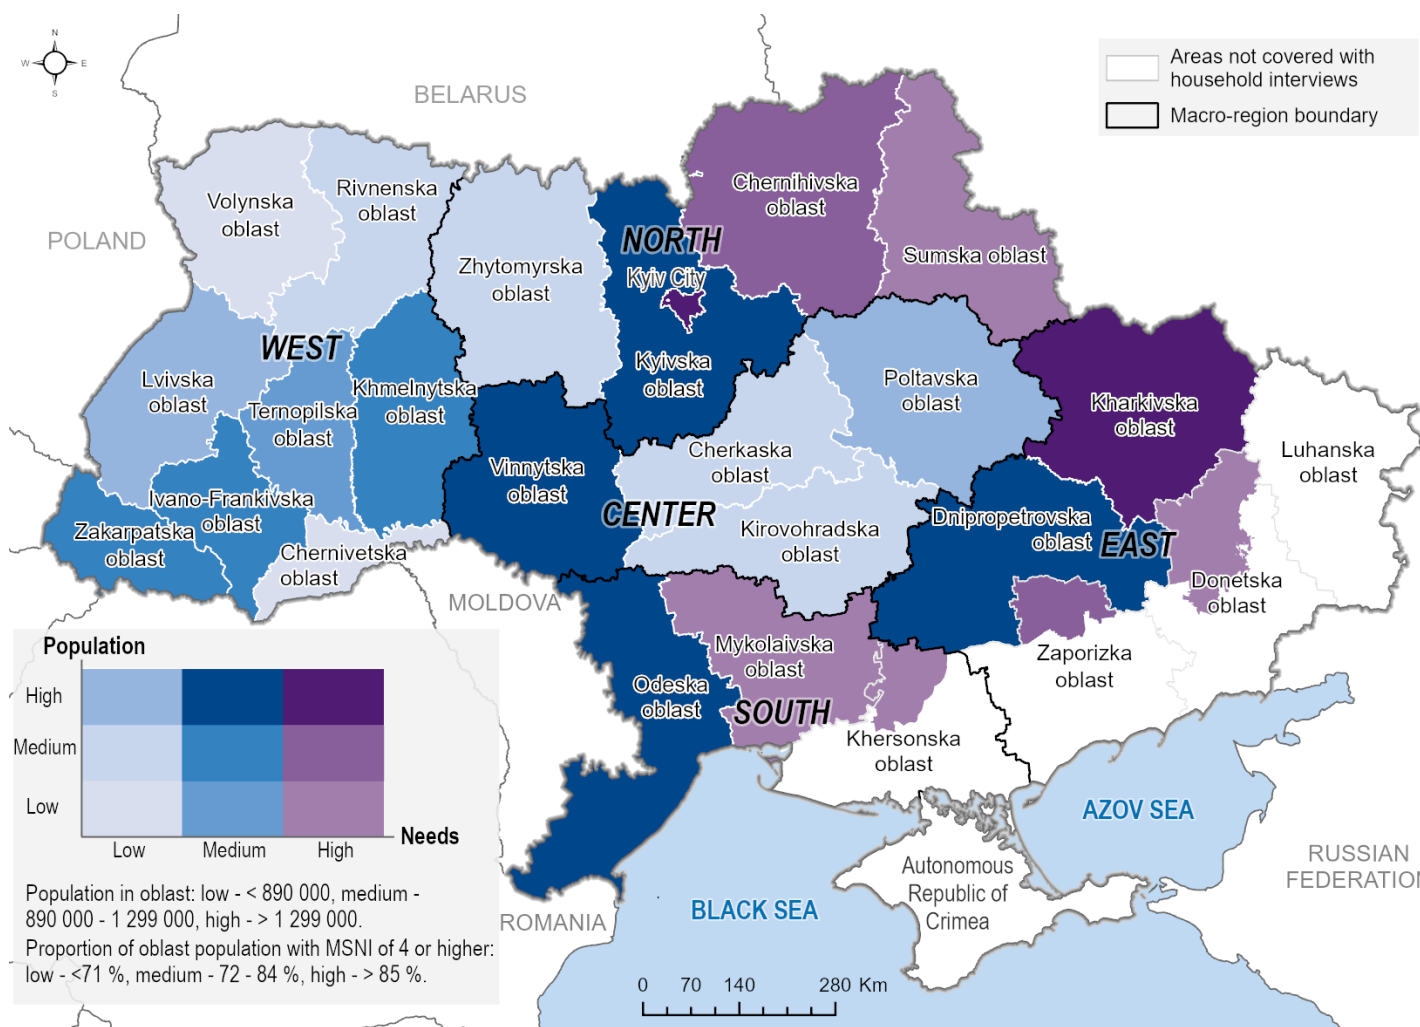 N
W
E
S
BELARUS
Areas not covered with
household interviews
Macro-region boundary
POLAND
Volynska
oblast
Rivnenska
oblast
Zhytomyrska
oblast
NORTH
Kyiv City
Chernihivska
oblast
Sumska oblast
WEST
Lvivska
oblast
Ternopilska
oblast
Khmelnytska
oblast
Kyivska
oblast
Poltavska
oblast
Kharkivska
oblast
Luhanska
oblast
Vinnytska
oblast
Cherkaska
oblast
CENTER
Ivano-Frankivska
oblast
Zakarpatska
oblast
Chernivetska
oblast
Kirovohradska
oblast
Dnipropetrovska
oblast
EAST
Donetska
oblast
MOLDOVA
Mykolaivska
oblast
Zaporizka
oblast
Odeska
oblast
SOUTH
Khersonska
oblast
Population
High
Medium
Low
Low
Medium
High
Needs
Population in oblast: low - < 890 000, medium -
890 000 - 1 299 000, high - > 1 299 000.
Proportion of oblast population with MSNI of 4 or higher:
low - <71 %, medium - 72 - 84 %, high - > 85 %.
ROMANIA
BLACK SEA
AZOV SEA
Autonomous
Republic of
Crimea
RUSSIAN
FEDERATION
0 70 140 280 Km